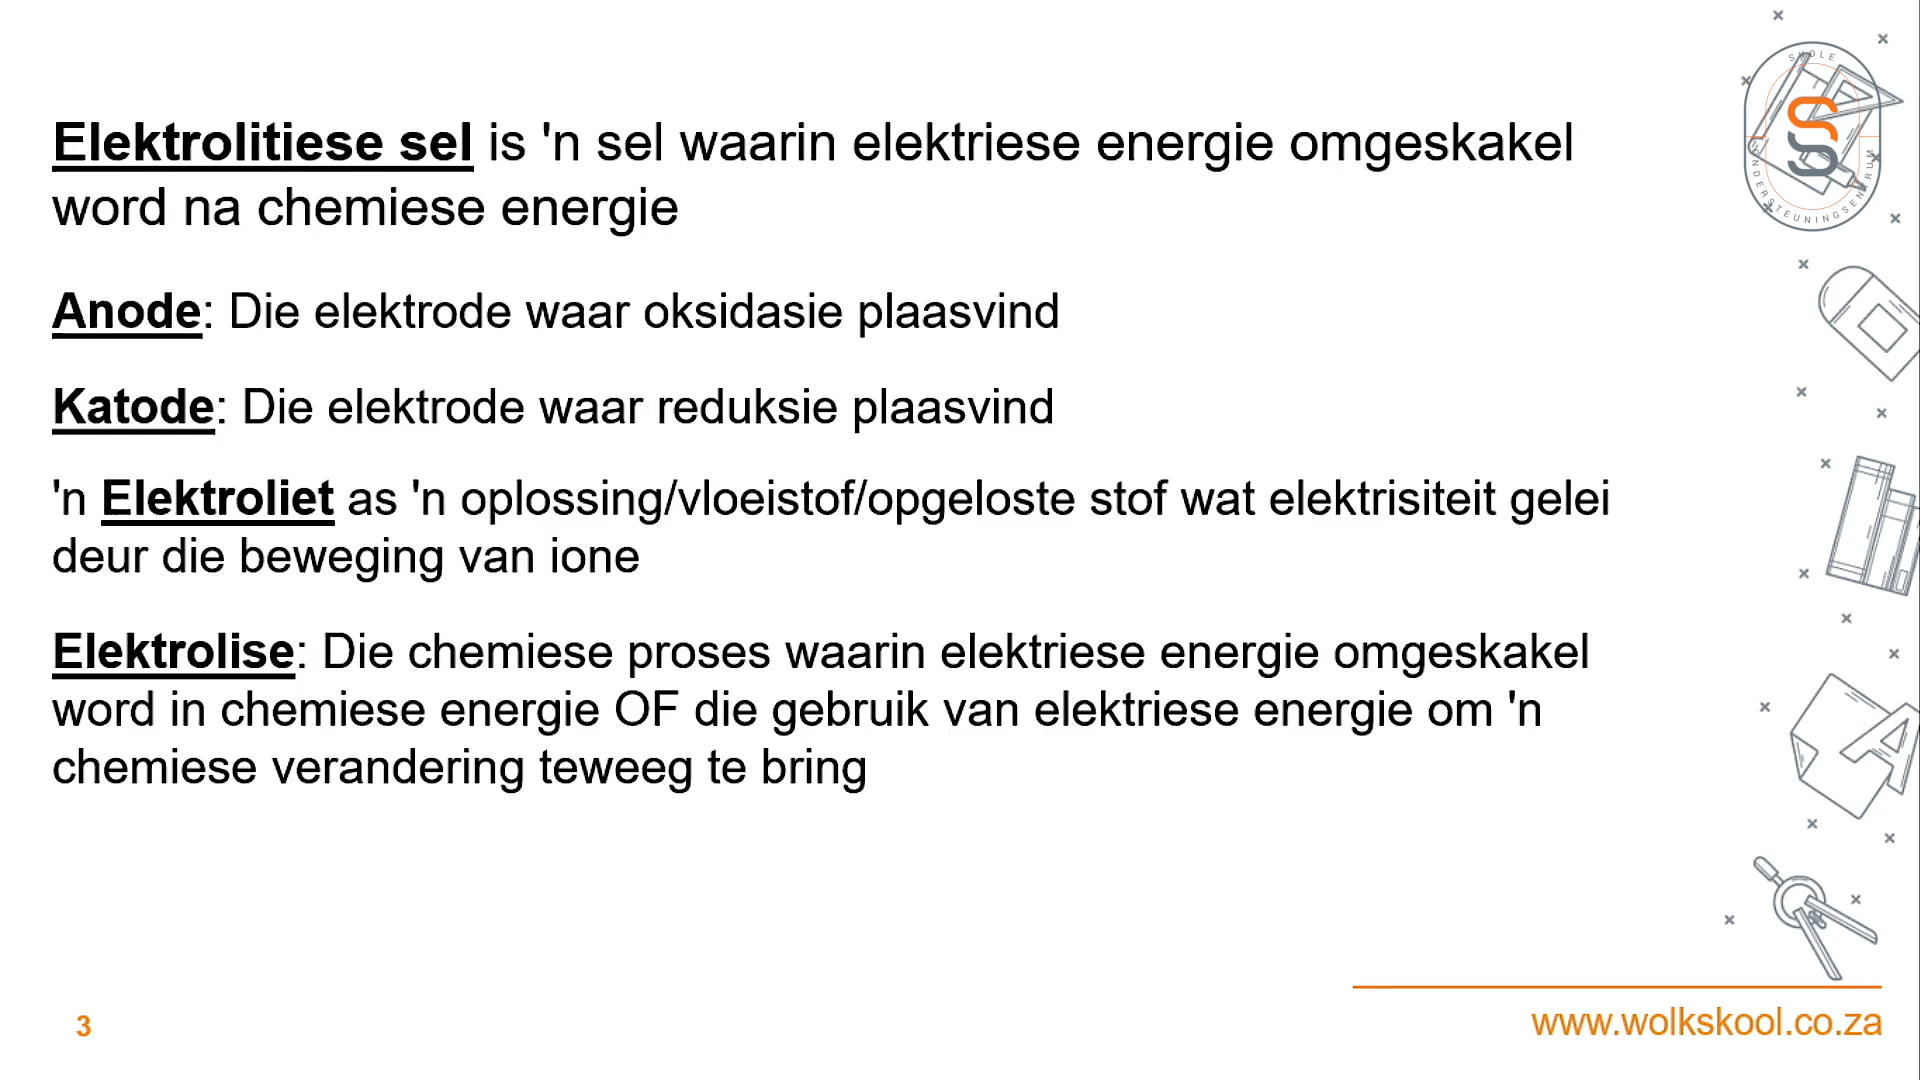 SKOLE
ONDERSTEUNINGSENTRUM
Elektrolitiese sel is 'n sel waarin elektriese energie omgeskakel
word na chemiese energie
Anode: Die elektrode waar oksidasie plaasvind
Katode: Die elektrode waar reduksie plaasvind
'n Elektroliet as 'n oplossing/vloeistof/opgeloste stof wat elektrisiteit gelei
deur die beweging van ione
Elektrolise: Die chemiese proses waarin elektriese energie omgeskakel
word in chemiese energie OF die gebruik van elektriese energie om 'n
chemiese verandering teweeg te bring
3
www.wolkskool.co.za